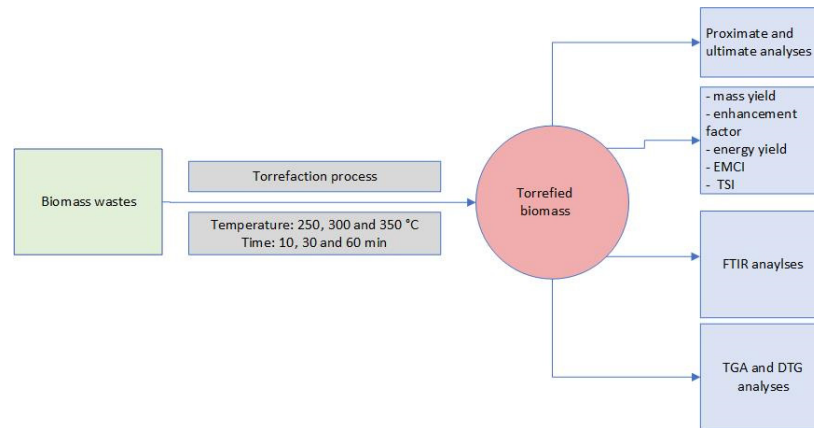 Biomass wastes
Torrefaction process
Temperature: 250, 300 and 350 °C
Time: 10, 30 and 60 min
Torrefied
biomass
Proximate and
ultimate analyses
- mass yield
- enhancement
factor
- energy yield
- EMCI
- TSI
FTIR anaylses
TGA and DTG
analyses